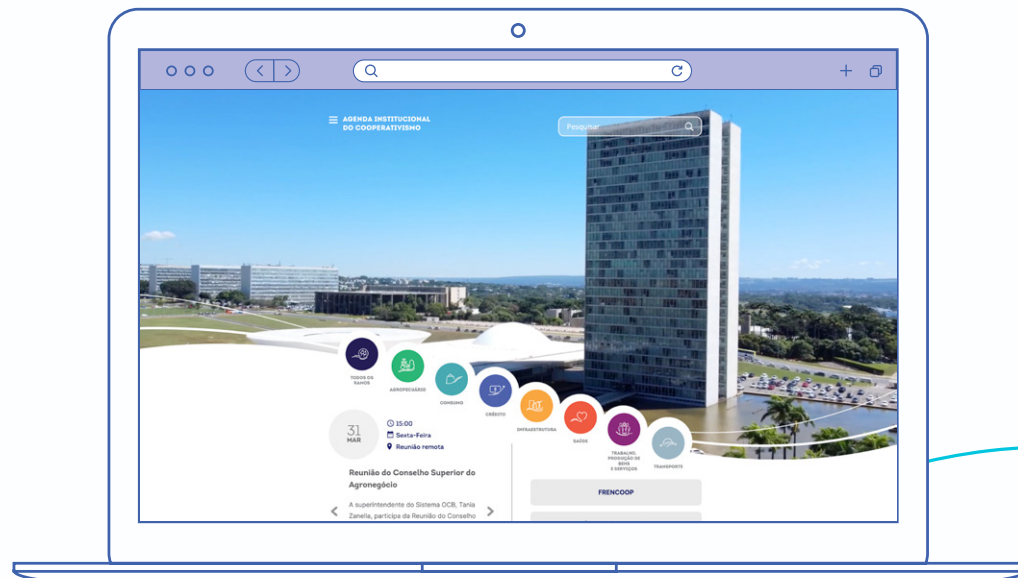 AGENDA INSTITUCIONAL
DO COOPERATIVISMO
Pesquisar
TODOS OS
RAMOS
AGROPECUÁRIO
CONSUMO
CRÉDITO
INFRAESTRUTURA
SAÚDE
TRABALHO,
PRODUÇÃO DE
BENS
E SERVIÇOS
TRANSPORTE
31
MAR
15:00
Sexta-Feira
Reunião remota
Reunião do Conselho Superior do
Agronegócio
A superintendente do Sistema OCB, Tania
Zanella, participa da Reunião do Conselho
FRENCOOP